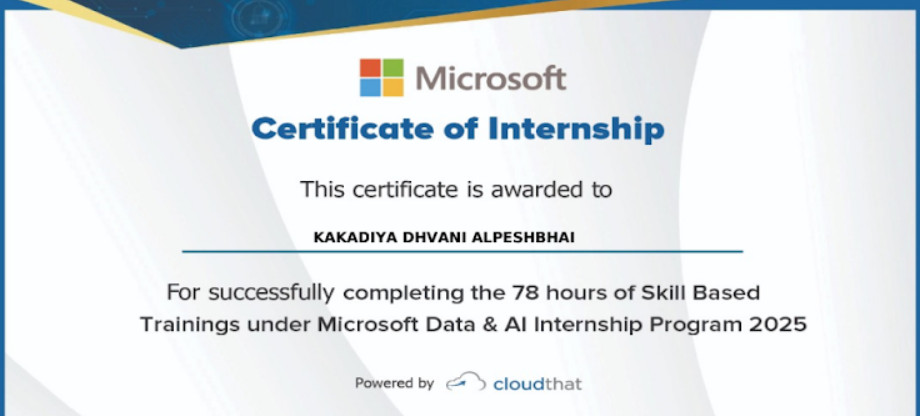 Microsoft
Certificate of Internship
This certificate is awarded to
KAKADIYA DHVANI ALPESHBHAI
For successfully completing the 78 hours of Skill Based
Trainings under Microsoft Data & AI Internship Program 2025
Powered by cloudthat